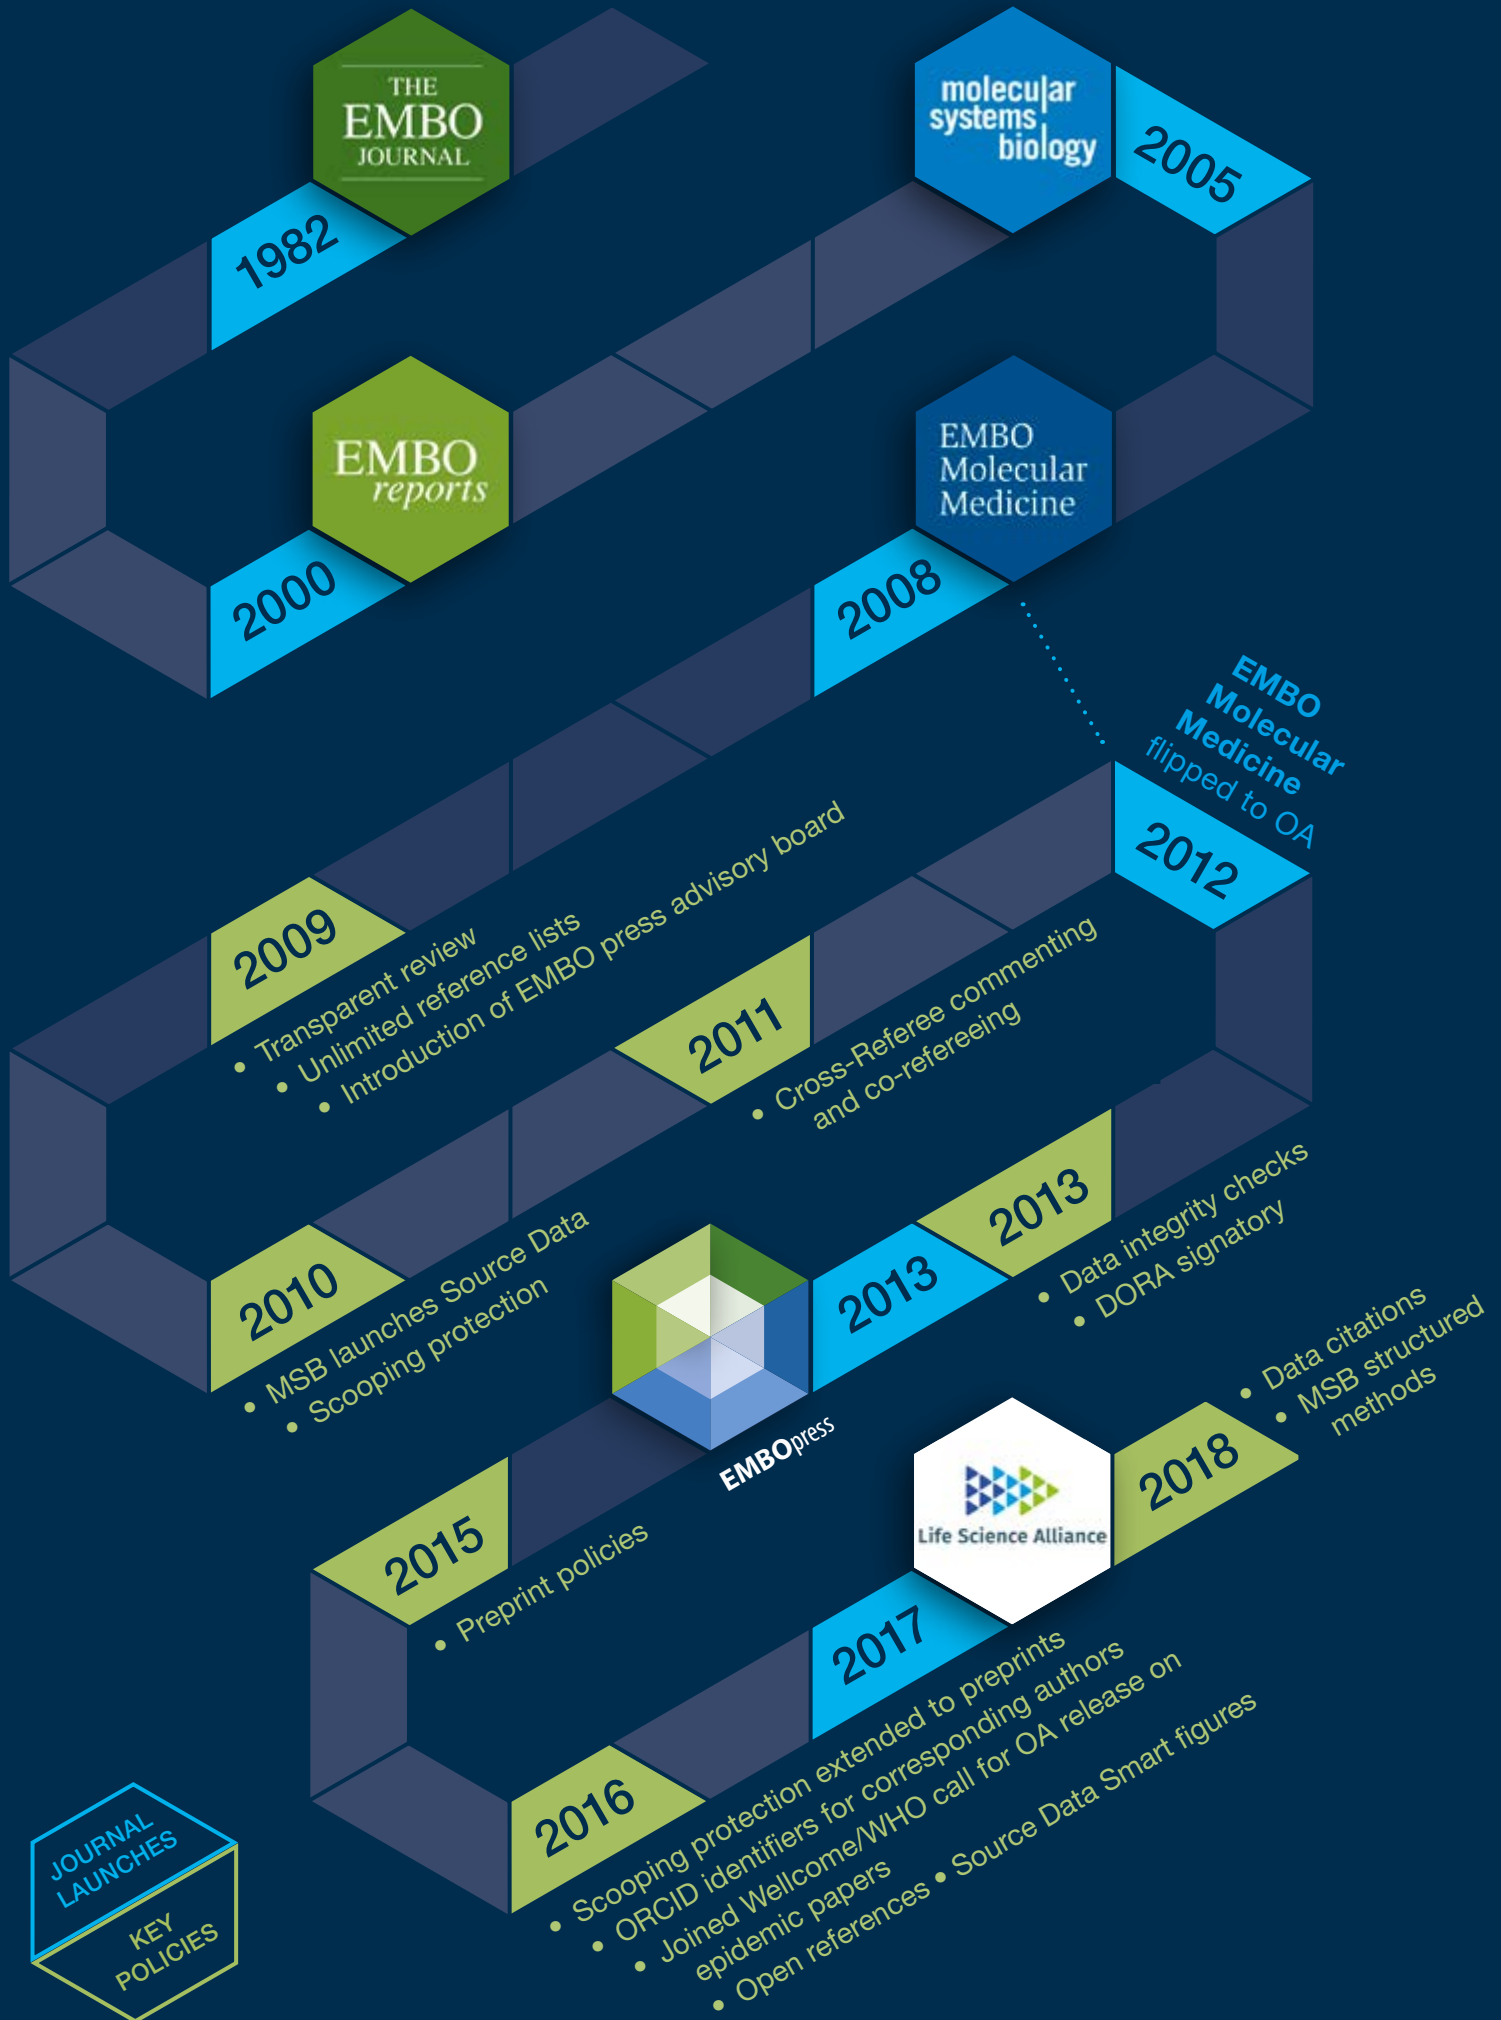 THE
EMBO
JOURNAL
1982
EMBO
reports
2000
molecular
systems
biology
2005
EMBO
Molecular
Medicine
2008
2009
• Transparent review
• Unlimited reference lists
• Introduction of EMBO press advisory board
2010
• MSB launches Source Data
• Scooping protection
2011
• Cross-Referee commenting
and co-refereeing
EMBO
Molecular
Medicine
flipped to OA
2012
2013
• Data integrity checks
• DORA signatory
2013
EMBOpress
2015
• Preprint policies
2016
• Scooping protection extended to preprints
• ORCID identifiers for corresponding authors
• Joined Wellcome/WHO call for OA release on
epidemic papers
• Open references • Source Data Smart figures
2017
Life Science Alliance
2018
• Data citations
• MSB structured
methods
JOURNAL
LAUNCHES
KEY
POLICIES